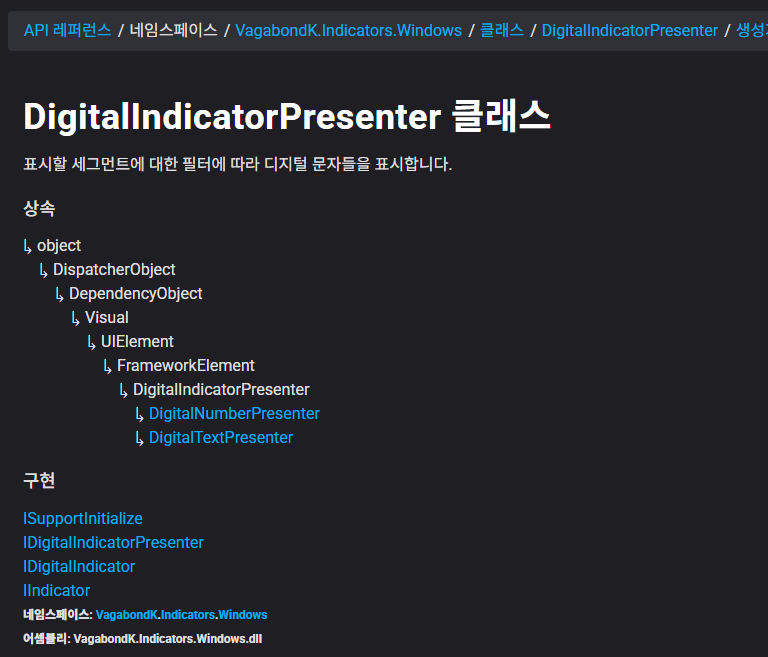 API 레퍼런스 / 네임스페이스 / VagabondK.Indicators.Windows / 클래스 / DigitalIndicatorPresenter / 생성
DigitalIndicatorPresenter 클래스
표시할 세그먼트에 대한 필터에 따라 디지털 문자들을 표시합니다.
상속
↳ object
↳ DispatcherObject
↳ DependencyObject
↳ Visual
↳ UIElement
↳ FrameworkElement
↳ DigitalIndicatorPresenter
↳ DigitalNumberPresenter
↳ DigitalTextPresenter
구현
ISupportInitialize
IDigitalIndicatorPresenter
IDigitalIndicator
IIndicator
네임스페이스: VagabondK.Indicators.Windows
어셈블리: VagabondK.Indicators.Windows.dll